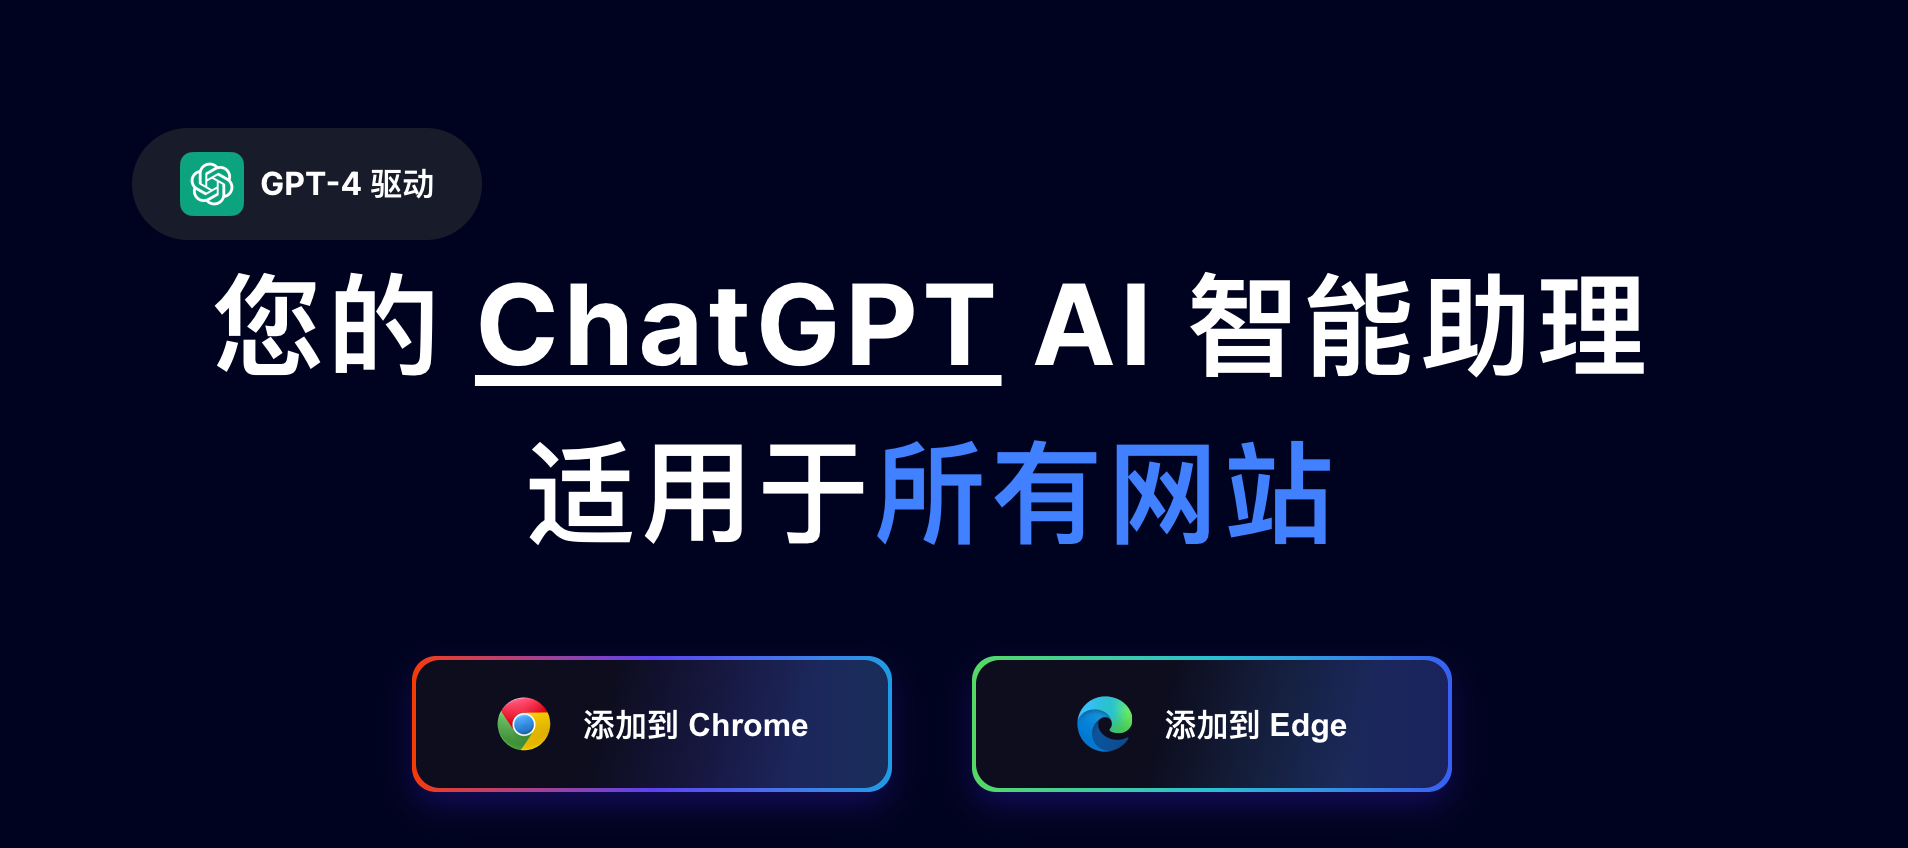 GPT-4 驱动
您的 ChatGPT AI 智能助理
适用于所有网站
添加到 Chrome
添加到 Edge